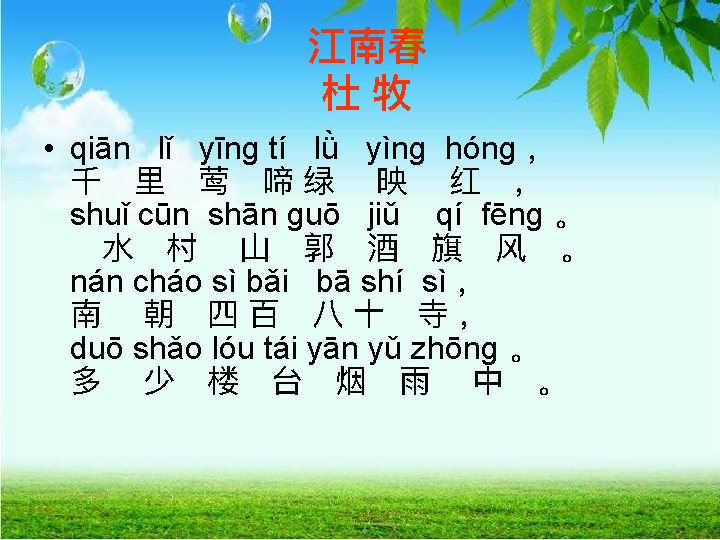 江南春
杜 牧
• qiān lǐ yīng tí lǜ yìng hóng，
千 里 莺 啼 绿 映 红 ，
shuǐ cūn shān guō jiǔ qí fēng 。
水 村 山 郭 酒 旗 风 。
nán cháo sì bǎi bā shí sì，
南 朝 四 百 八 十 寺，
duō shǎo lóu tái yān yǔ zhōng 。
多 少 楼 台 烟 雨 中 。